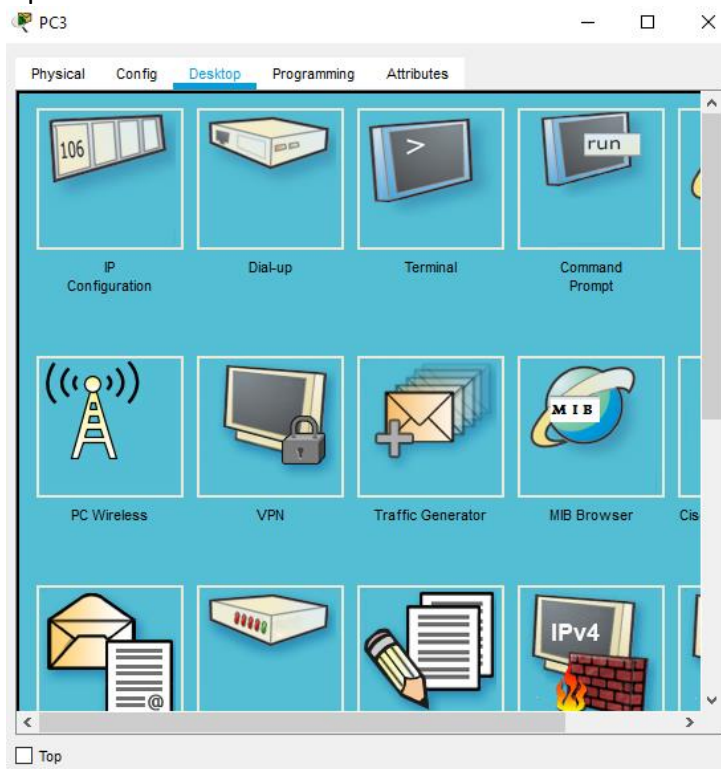 PC3
Physical Config Desktop Programming Attributes
106
>
run
IP
Configuration
Dial-up
Terminal
Command
Prompt
MIB
PC Wireless
VPN
Traffic Generator
MIB Browser
Cis
@
IPv4
Top